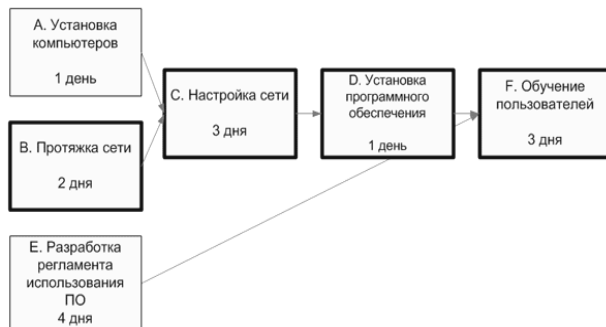 A. Установка
компьютеров
1 день
B. Протяжка сети
2 дня
C. Настройка сети
3 дня
D. Установка
программного
обеспечения
1 день
F. Обучение
пользователей
3 дня
E. Разработка
регламента
использования
ПО
4 дня